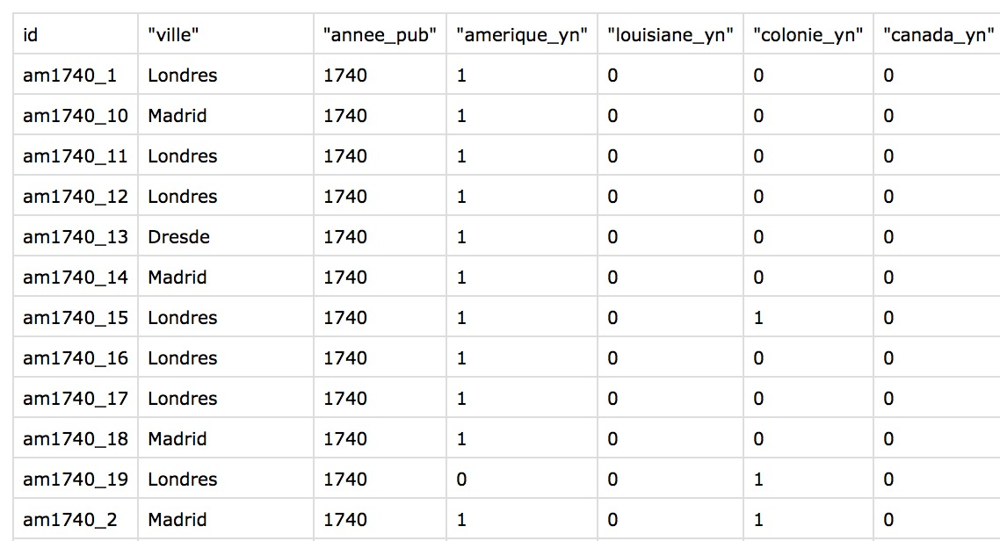 id "ville" "annee_pub" "amerique_yn" "louisiane_yn" "colonie_yn" "canada_yn"
am1740_1 Londres 1740 1 0 0 0
am1740_10 Madrid 1740 1 0 0 0
am1740_11 Londres 1740 1 0 0 0
am1740_12 Londres 1740 1 0 0 0
am1740_13 Dresde 1740 1 0 0 0
am1740_14 Madrid 1740 1 0 0 0
am1740_15 Londres 1740 1 0 1 0
am1740_16 Londres 1740 1 0 0 0
am1740_17 Londres 1740 1 0 0 0
am1740_18 Madrid 1740 1 0 0 0
am1740_19 Londres 1740 0 0 1 0
am1740_2 Madrid 1740 1 0 1 0